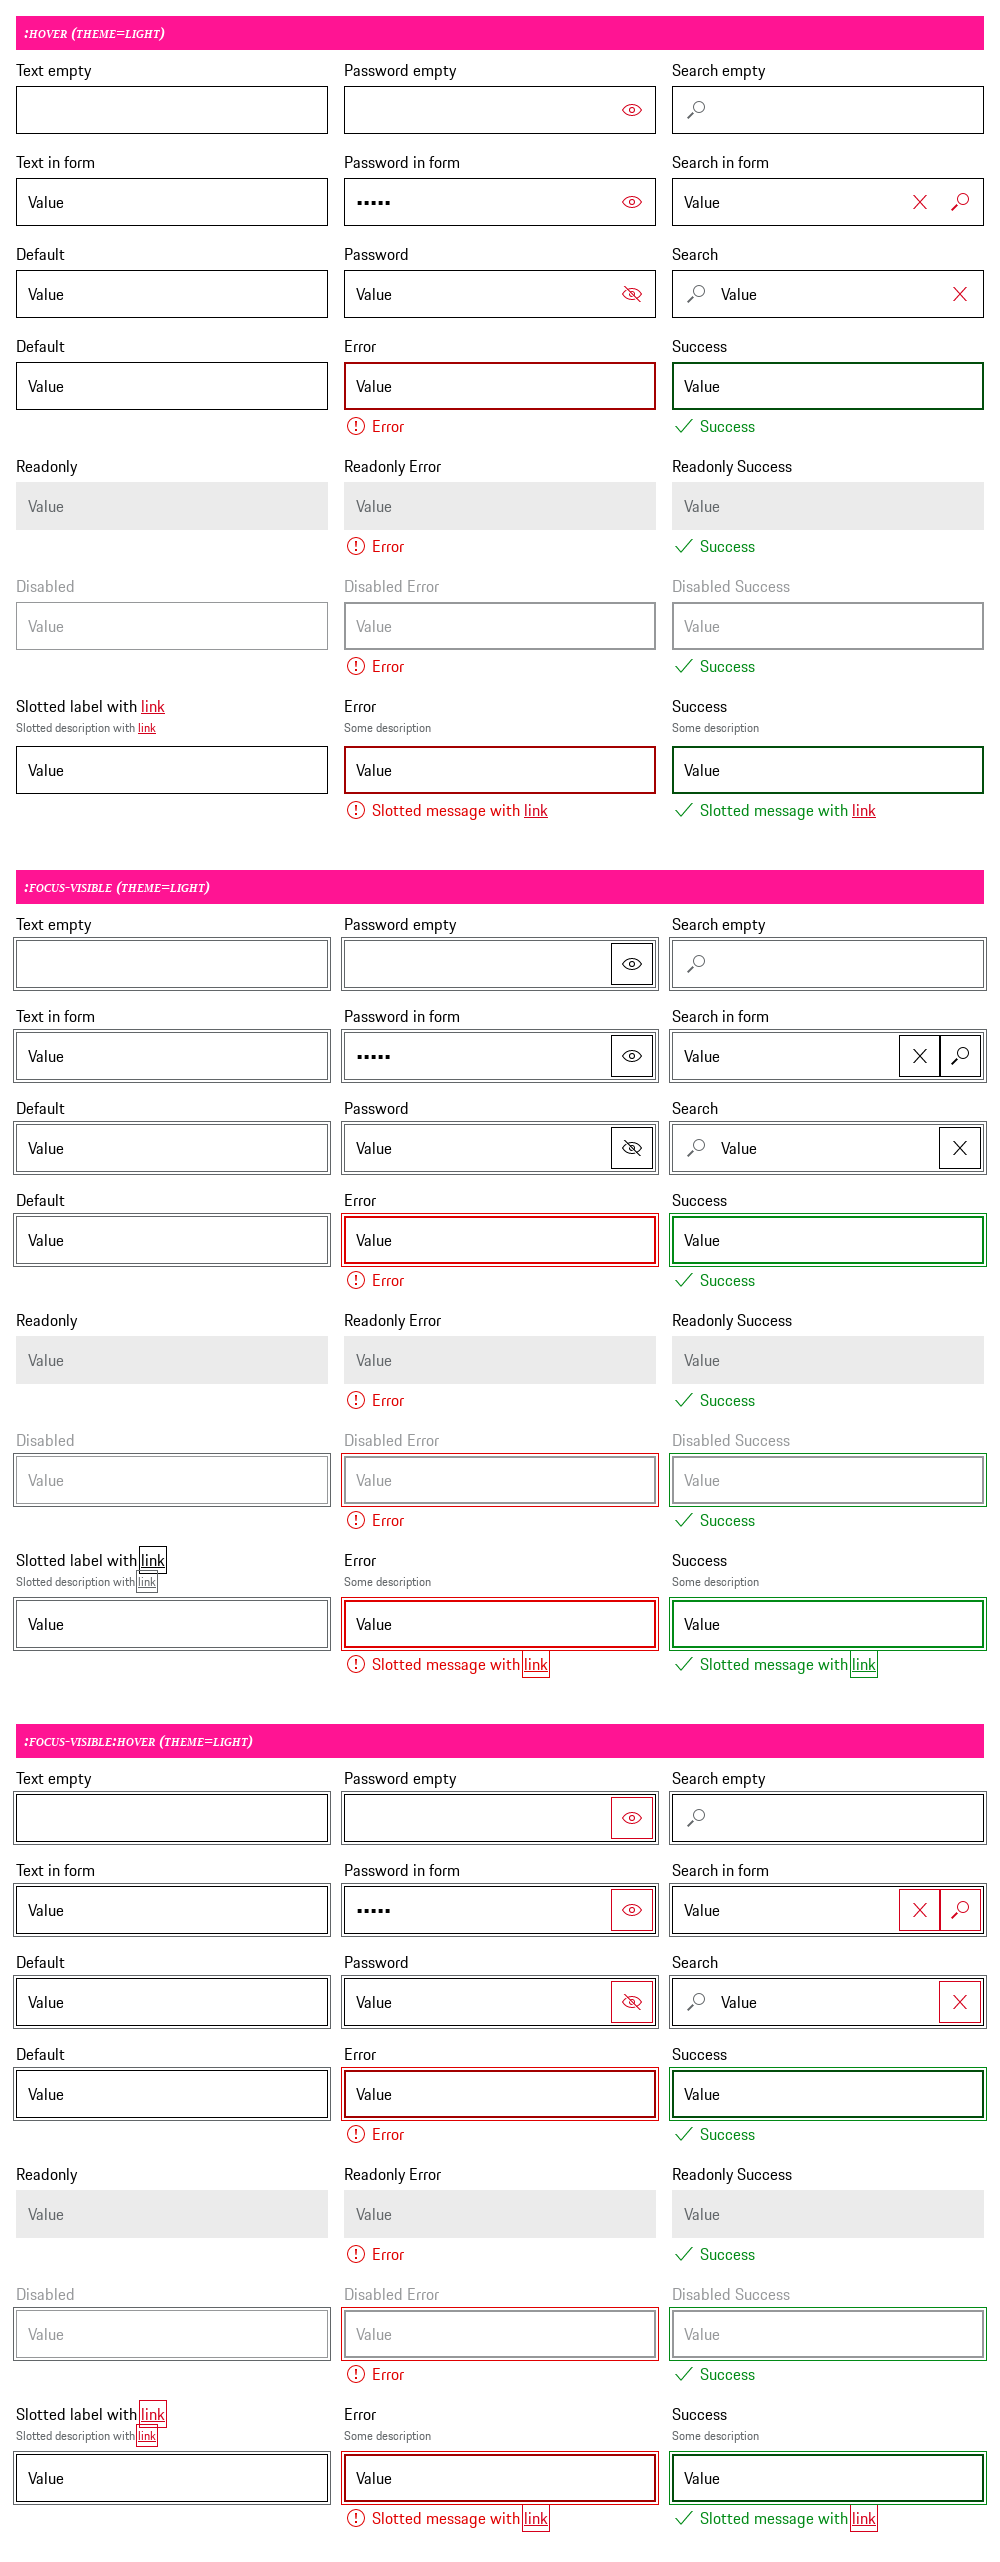 :hover (theme=light)
Text empty Password empty Search empty
Text in form Password in form Search in form
Value ••••• Value
Default Password Search
Value Value Value
Default Error Success
Value Value Value
Error Success
Readonly Readonly Error Readonly Success
Value Value Value
Error Success
Disabled Disabled Error Disabled Success
Value Value Value
Error Success
Slotted label with link Error Success
Slotted description with link Some description Some description
Value Value Value
Slotted message with link Slotted message with link
:focus-visible (theme=light)
Text empty Password empty Search empty
Text in form Password in form Search in form
Value ••••• Value
Default Password Search
Value Value Value
Default Error Success
Value Value Value
Error Success
Readonly Readonly Error Readonly Success
Value Value Value
Error Success
Disabled Disabled Error Disabled Success
Value Value Value
Error Success
Slotted label with link Error Success
Slotted description with link Some description Some description
Value Value Value
Slotted message with link Slotted message with link
:focus-visible:hover (theme=light)
Text empty Password empty Search empty
Text in form Password in form Search in form
Value ••••• Value
Default Password Search
Value Value Value
Default Error Success
Value Value Value
Error Success
Readonly Readonly Error Readonly Success
Value Value Value
Error Success
Disabled Disabled Error Disabled Success
Value Value Value
Error Success
Slotted label with link Error Success
Slotted description with link Some description Some description
Value Value Value
Slotted message with link Slotted message with link